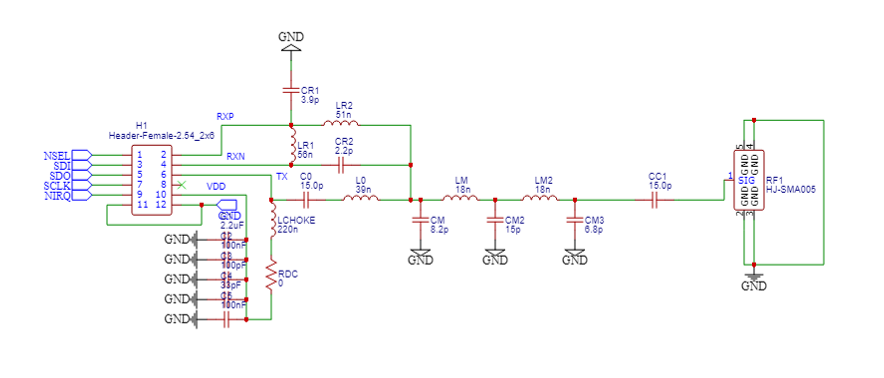 GND
CR1
3.9p
LR2
51n
H1
Header-Female-2.54_2x6
RXP
LR1
56n
CR2
2.2p
RXN
NSEL
SDI
SDO
SCLK
NIRQ
1 2
3 4
5 6
7 8
9 10
11 12
TX
VDD
C0
15.0p
L0
39n
LM
18n
LM2
18n
CC1
15.0p
5 4
GND GND
1
SIG
GND GND
2 3
RF1
HJ-SMA005
LCHOKE
220n
CM
8.2p
CM2
15p
CM3
6.8p
GND
GND
GND
GND
GND
2.2uF
GND
100nF
GND
100pF
GND
33pF
GND
100nF
GND
RDC
0